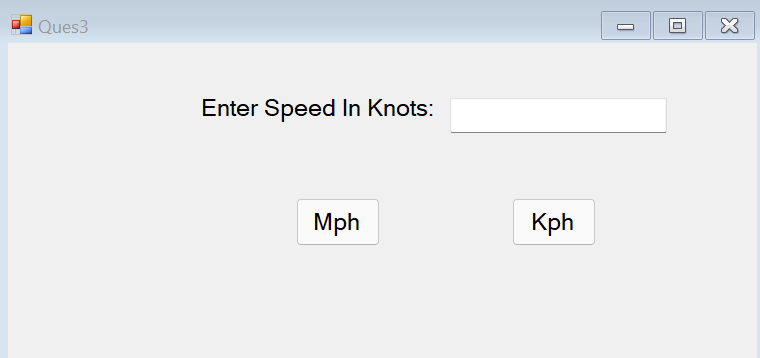 Ques3
Enter Speed In Knots:
Mph Kph